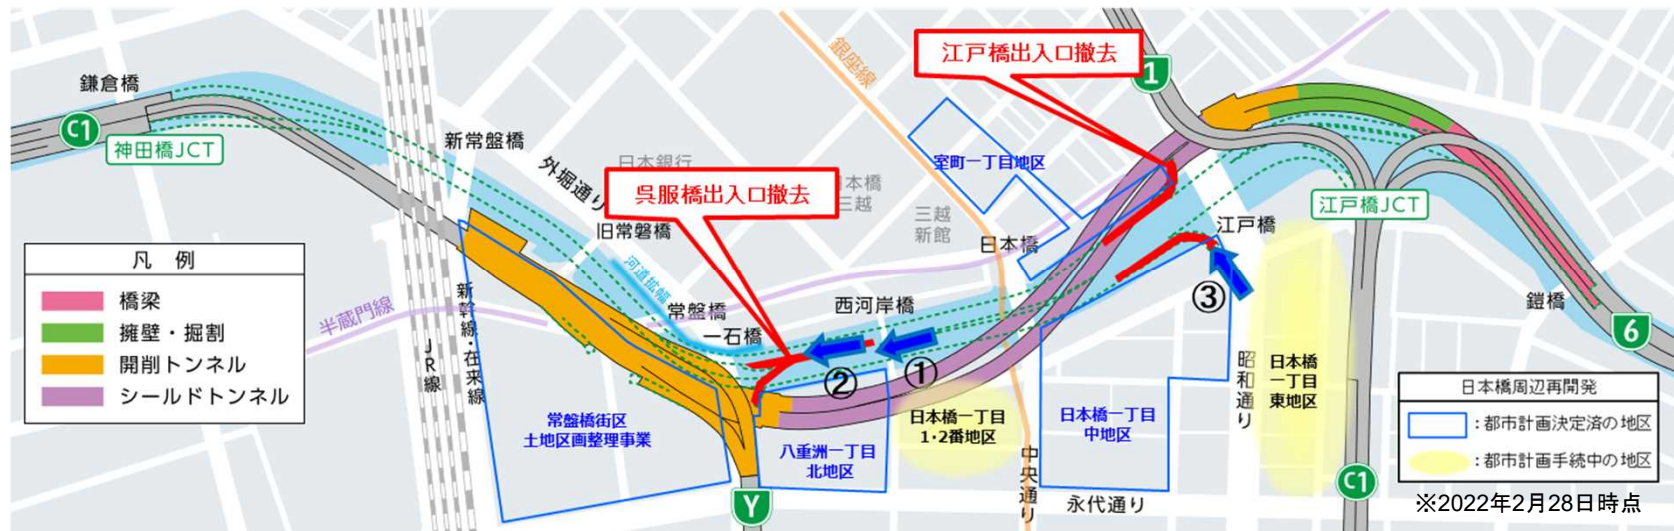 鎌倉橋
C1
神田橋JCT
新常盤橋
外堀通り
日本銀行
呉服橋出入口撤去
旧常磐橋
河道拡幅
常盤橋
一石橋
西河岸橋
日本橋
三越
三越
新館
銀座線
江戸橋出入口撤去
1
室町一丁目地区
日本橋
江戸橋
江戸橋JCT
鎧橋
6
凡 例
橋梁
擁壁・掘割
開削トンネル
シールドトンネル
半蔵門線
JR線
新幹線・在来線
①
②
③
常盤橋街区
土地区画整理事業
八重洲一丁目
北地区
日本橋一丁目
1・2番地区
日本橋一丁目
中地区
日本橋
一丁目
東地区
中央通り
永代通り
昭和通り
Y
C1
日本橋周辺再開発
：都市計画決定済の地区
：都市計画手続中の地区
※2022年2月28日時点